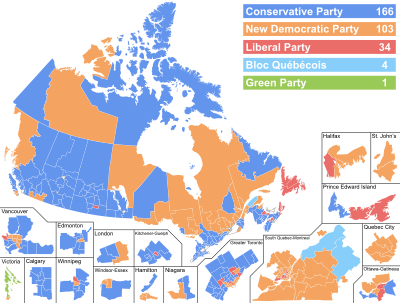 Conservative Party 166
New Democratic Party 103
Liberal Party 34
Bloc Québécois 4
Green Party 1
Halifax
St. John's
Prince Edward Island
Vancouver
Edmonton
London
Kitchener-Guelph
Greater Toronto
South Quebec-Montreal
Quebec City
Victoria
Calgary
Winnipeg
Windsor-Essex
Hamilton
Niagara
Ottawa-Gatineau